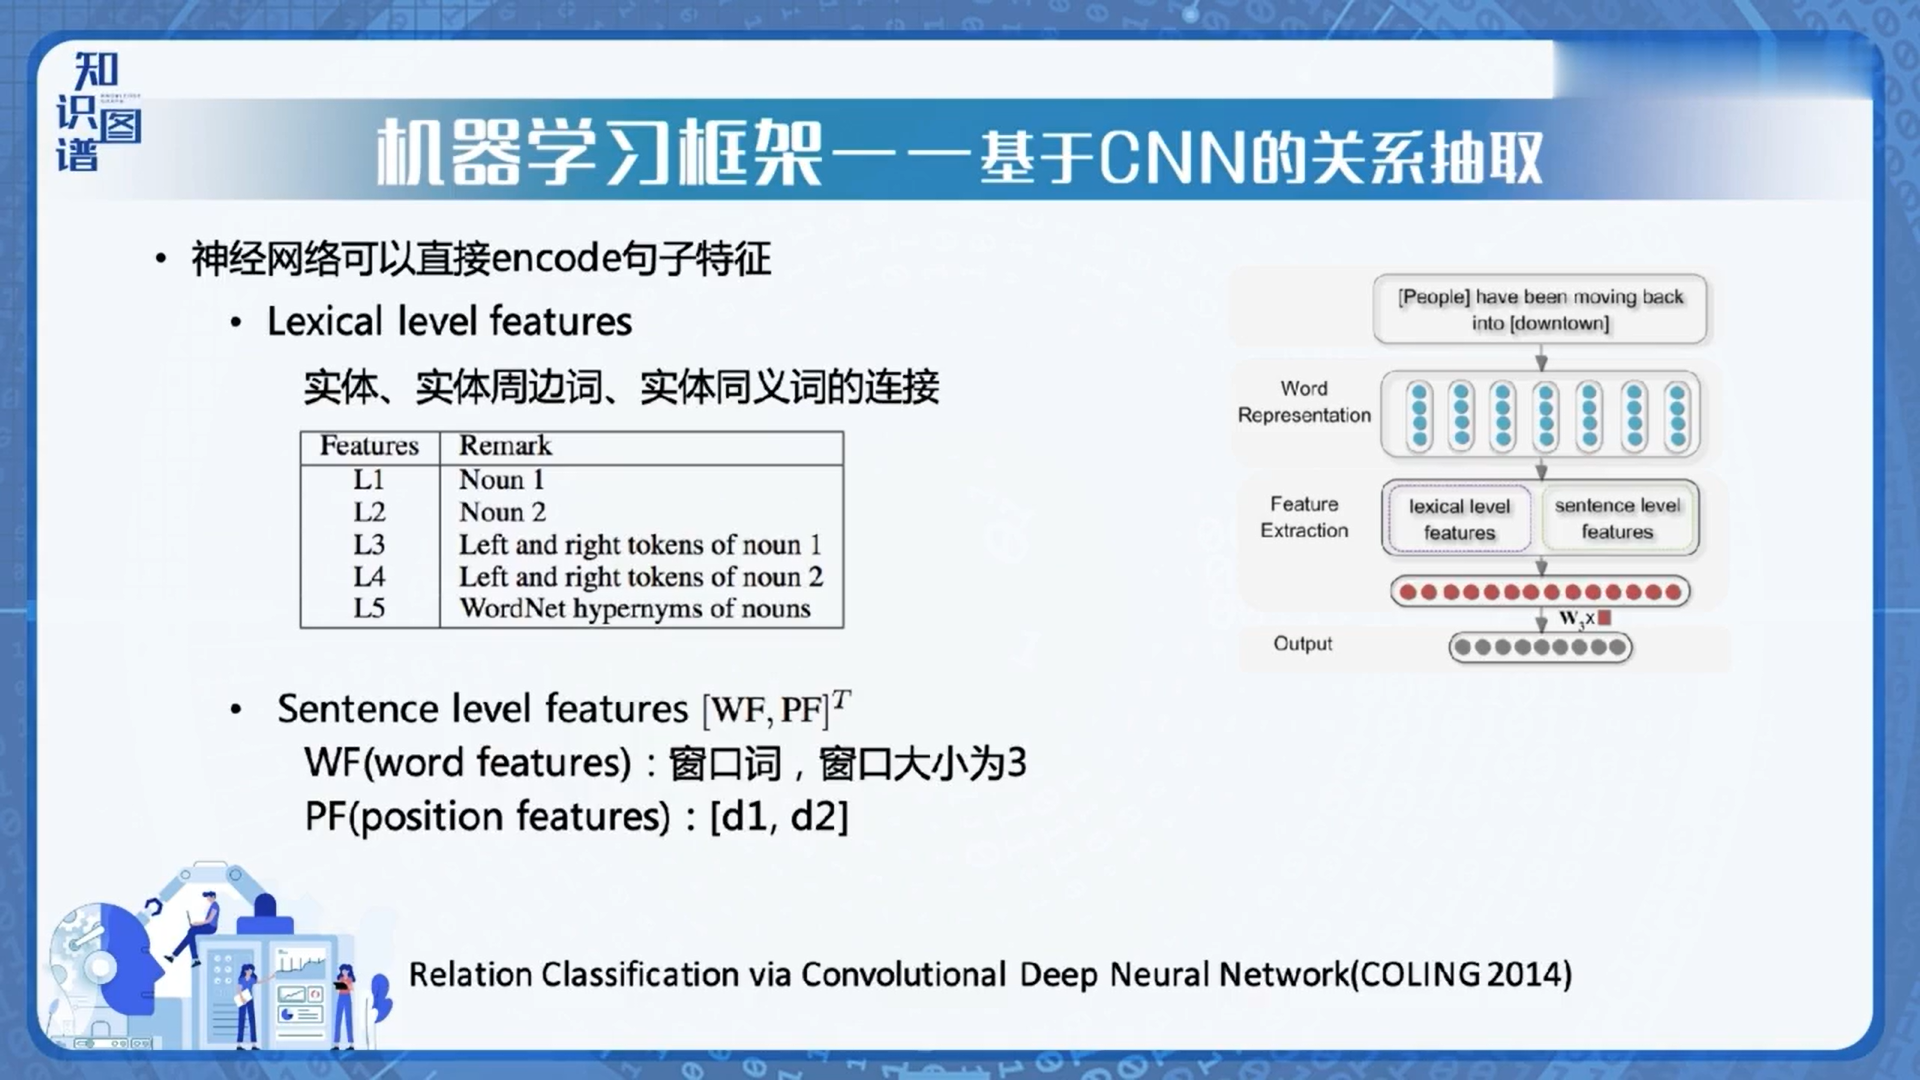 知识图谱
机器学习框架——基于CNN的关系抽取
• 神经网络可以直接encode句子特征
• Lexical level features
实体、实体周边词、实体同义词的连接
Features Remark
L1 Noun 1
L2 Noun 2
L3 Left and right tokens of noun 1
L4 Left and right tokens of noun 2
L5 WordNet hypernyms of nouns
• Sentence level features [WF, PF]^T
WF(word features)：窗口词，窗口大小为3
PF(position features)：[d1, d2]
[People] have been moving back
into [downtown]
Word
Representation
Feature
Extraction
lexical level
features
sentence level
features
W₃x
Output
Relation Classification via Convolutional Deep Neural Network(COLING 2014)